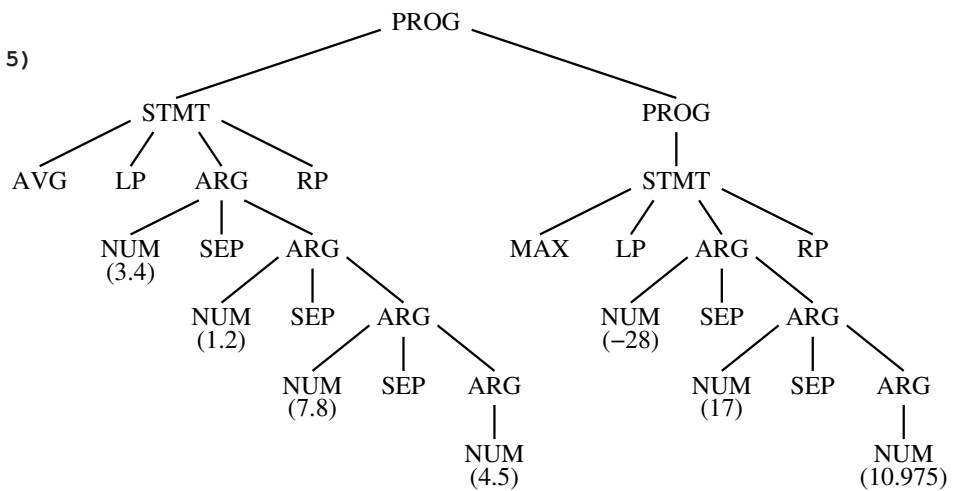 PROG
5)
STMT PROG
AVG LP ARG RP STMT
NUM SEP ARG MAX LP ARG RP
(3.4)
NUM SEP ARG NUM SEP ARG
(1.2) (−28)
NUM SEP ARG NUM SEP ARG
(7.8) (17)
NUM NUM
(4.5) (10.975)